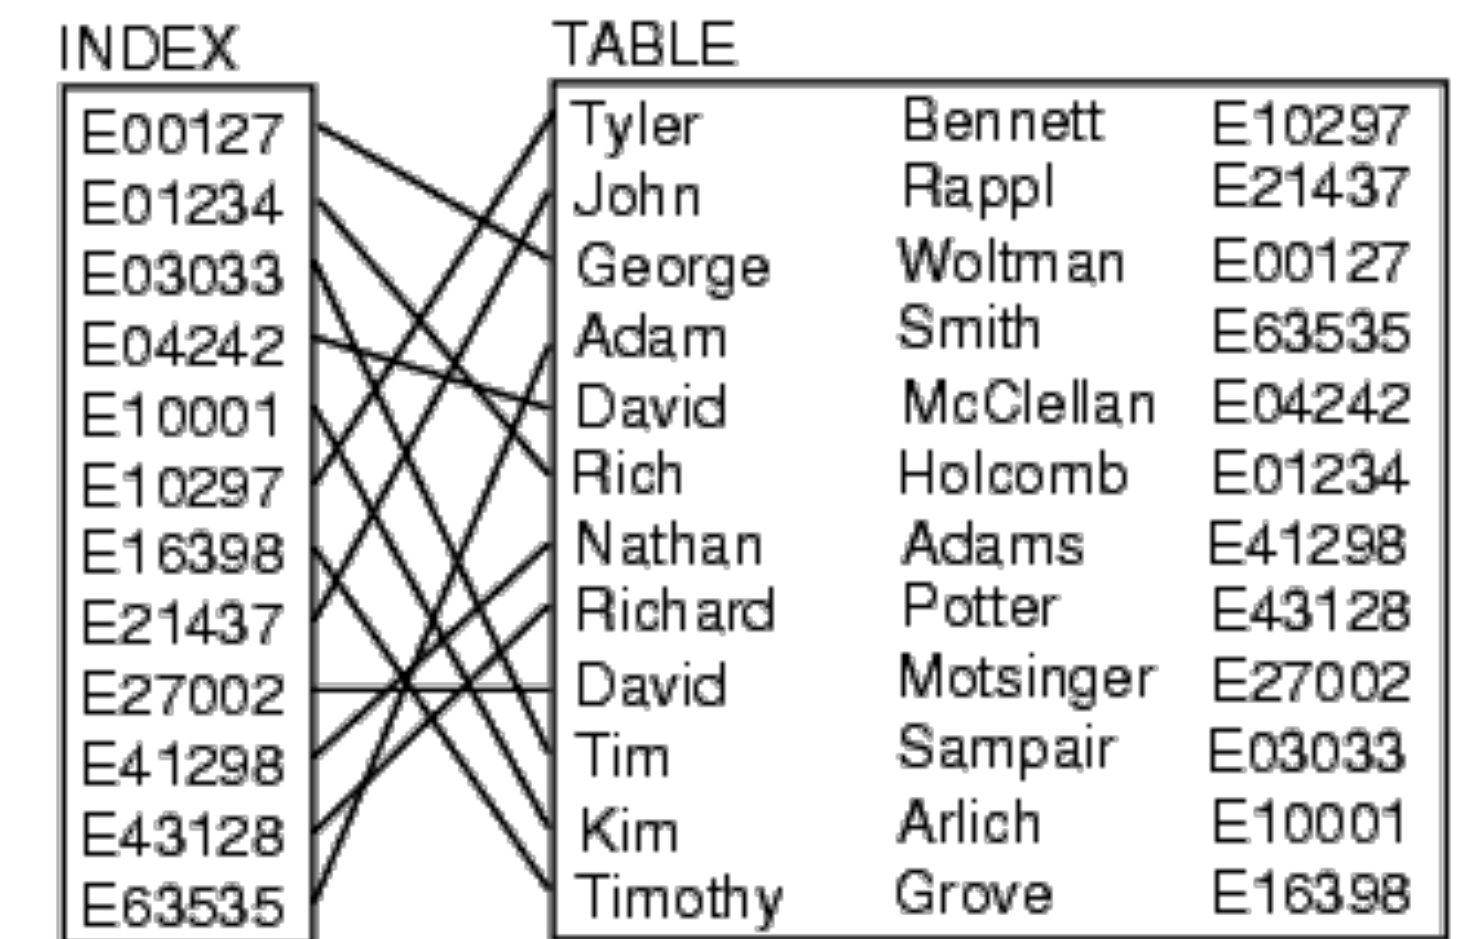 INDEX TABLE
E00127 Tyler Bennett E10297
E01234 John Rappl E21437
E03033 George Woltman E00127
E04242 Adam Smith E63535
E10001 David McClellan E04242
E10297 Rich Holcomb E01234
E16398 Nathan Adams E41298
E21437 Richard Potter E43128
E27002 David Motsinger E27002
E41298 Tim Sampair E03033
E43128 Kim Arlich E10001
E63535 Timothy Grove E16398